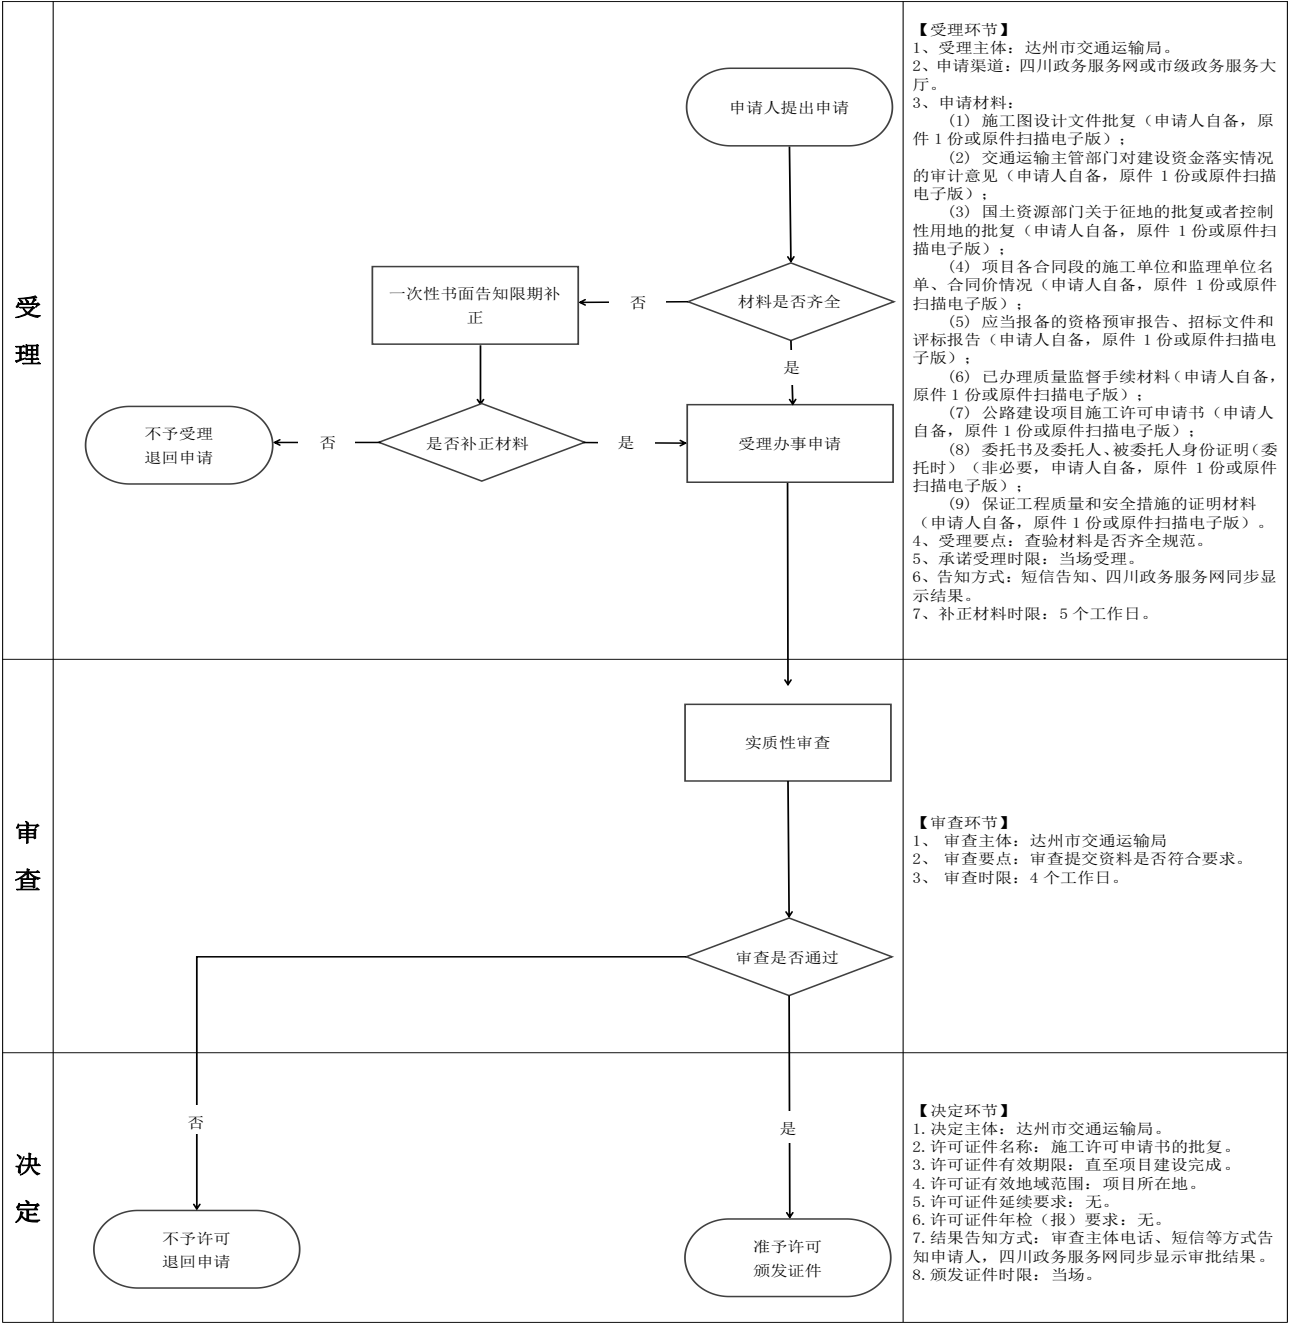 受
理
申请人提出申请
材料是否齐全
否
一次性书面告知限期补
正
是
不予受理
退回申请
否
是否补正材料
是
受理办事申请
【受理环节】
1、受理主体：达州市交通运输局。
2、申请渠道：四川政务服务网或市级政务服务大
厅。
3、申请材料：
（1）施工图设计文件批复（申请人自备，原
件 1 份或原件扫描电子版）；
（2）交通运输主管部门对建设资金落实情况
的审计意见（申请人自备，原件 1 份或原件扫描
电子版）；
（3）国土资源部门关于征地的批复或者控制
性用地的批复（申请人自备，原件 1 份或原件扫
描电子版）；
（4）项目各合同段的施工单位和监理单位名
单、合同价情况（申请人自备，原件 1 份或原件
扫描电子版）；
（5）应当报备的资格预审报告、招标文件和
评标报告（申请人自备，原件 1 份或原件扫描电
子版）；
（6）已办理质量监督手续材料（申请人自备，
原件 1 份或原件扫描电子版）；
（7）公路建设项目施工许可申请书（申请人
自备，原件 1 份或原件扫描电子版）；
（8）委托书及委托人、被委托人身份证明（委
托时）（非必要，申请人自备，原件 1 份或原件
扫描电子版）；
（9）保证工程质量和安全措施的证明材料
（申请人自备，原件 1 份或原件扫描电子版）。
4、受理要点：查验材料是否齐全规范。
5、承诺受理时限：当场受理。
6、告知方式：短信告知、四川政务服务网同步显
示结果。
7、补正材料时限：5 个工作日。
审
查
实质性审查
审查是否通过
【审查环节】
1、 审查主体：达州市交通运输局
2、 审查要点：审查提交资料是否符合要求。
3、 审查时限：4 个工作日。
决
定
否
是
不予许可
退回申请
准予许可
颁发证件
【决定环节】
1.决定主体：达州市交通运输局。
2.许可证件名称：施工许可申请书的批复。
3.许可证件有效期限：直至项目建设完成。
4.许可证有效地域范围：项目所在地。
5.许可证件延续要求：无。
6.许可证件年检（报）要求：无。
7.结果告知方式：审查主体电话、短信等方式告
知申请人，四川政务服务网同步显示审批结果。
8.颁发证件时限：当场。